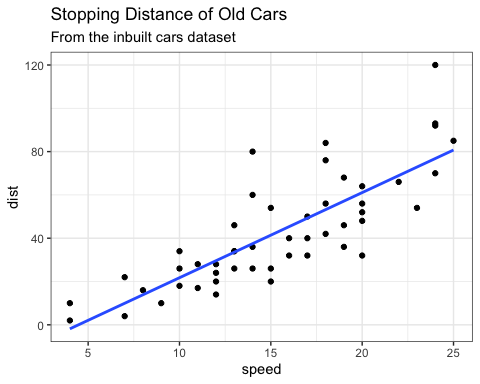 Stopping Distance of Old Cars
From the inbuilt cars dataset
120
80
40
0
dist
5 10 15 20 25
speed